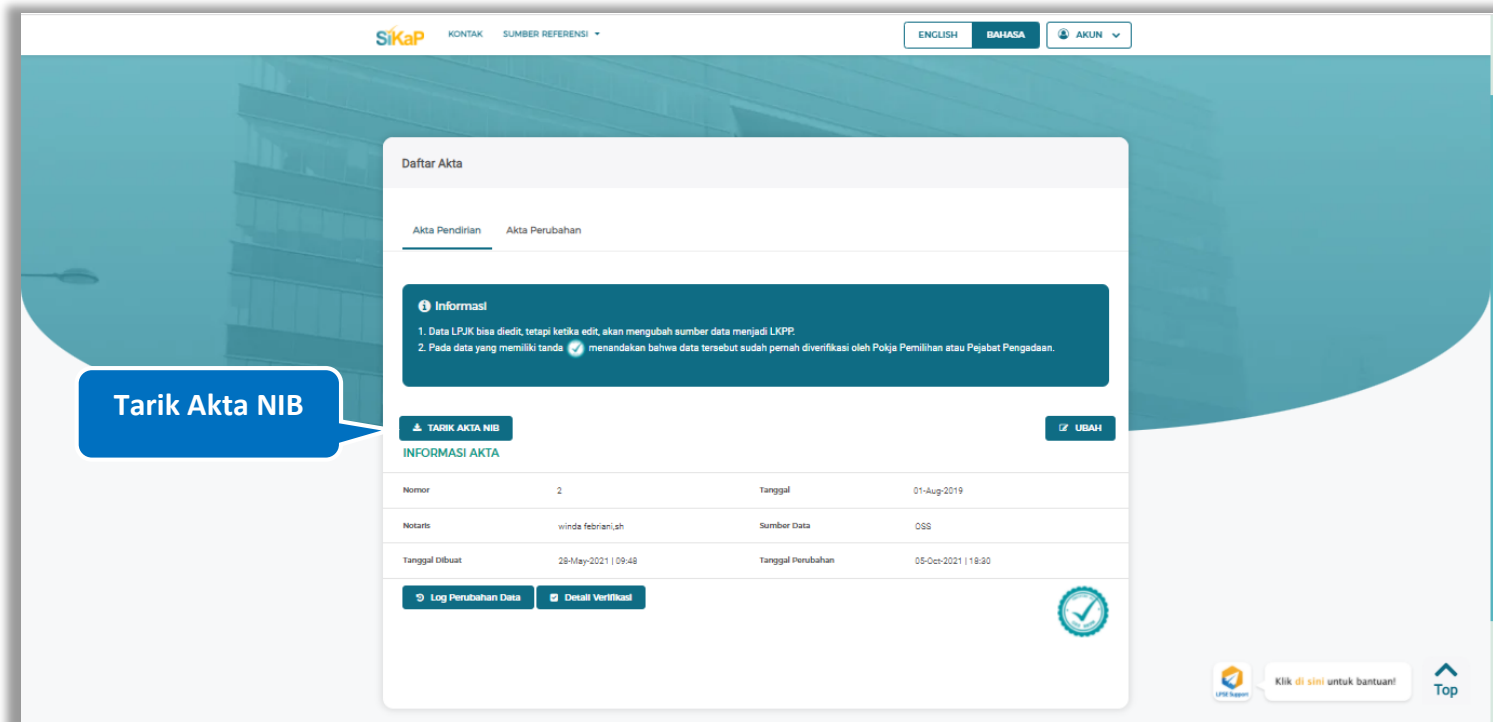 SiKaP KONTAK SUMBER REFERENSI ENGLISH BAHASA AKUN
Daftar Akta
Akta Pendirian Akta Perubahan
Informasi
1. Data LPJK bisa diedit, tetapi ketika edit, akan mengubah sumber data menjadi LKPP.
2. Pada data yang memiliki tanda menandakan bahwa data tersebut sudah pernah diverifikasi oleh Pokja Pemilihan atau Pejabat Pengadaan.
Tarik Akta NIB
TARIK AKTA NIB UBAH
INFORMASI AKTA
Nomor 2 Tanggal 01-Aug-2019
Notaris winda febriani,sh Sumber Data OSS
Tanggal Dibuat 28-May-2021 | 09:48 Tanggal Perubahan 05-Oct-2021 | 18:30
Log Perubahan Data Detail Verifikasi
LPSE Support Klik di sini untuk bantuan! Top